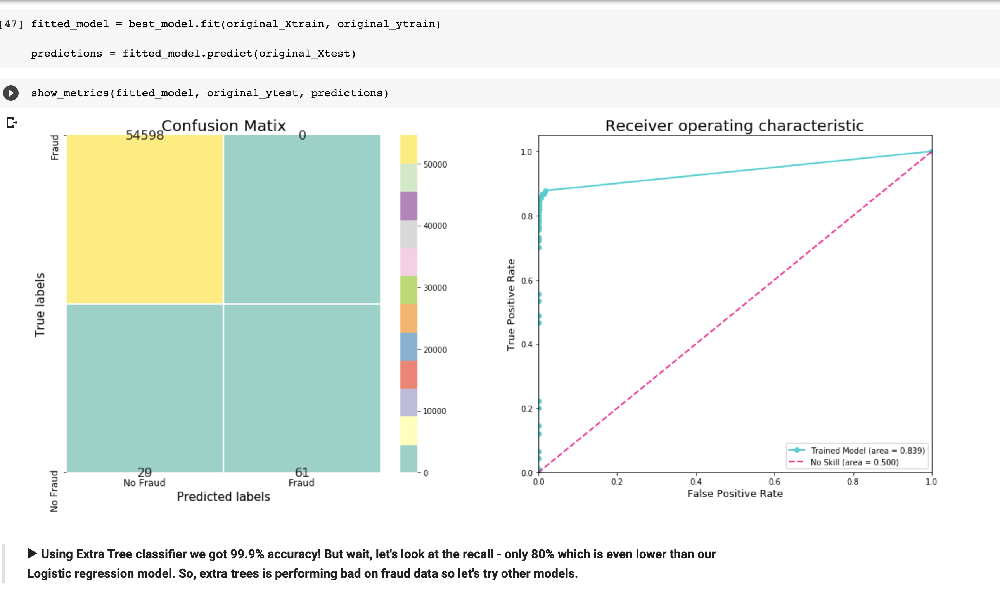 [47] fitted_model = best_model.fit(original_Xtrain, original_ytrain)
predictions = fitted_model.predict(original_Xtest)
show_metrics(fitted_model, original_ytest, predictions)
Confusion Matix
54598
0
Fraud
True labels
No Fraud
29
61
No Fraud
Fraud
Predicted labels
50000
40000
30000
20000
10000
0
Receiver operating characteristic
1.0
0.8
0.6
0.4
0.2
0.0
True Positive Rate
Trained Model (area = 0.839)
No Skill (area = 0.500)
0.0
0.2
0.4
0.6
0.8
1.0
False Positive Rate
▶ Using Extra Tree classifier we got 99.9% accuracy! But wait, let's look at the recall - only 80% which is even lower than our
Logistic regression model. So, extra trees is performing bad on fraud data so let's try other models.